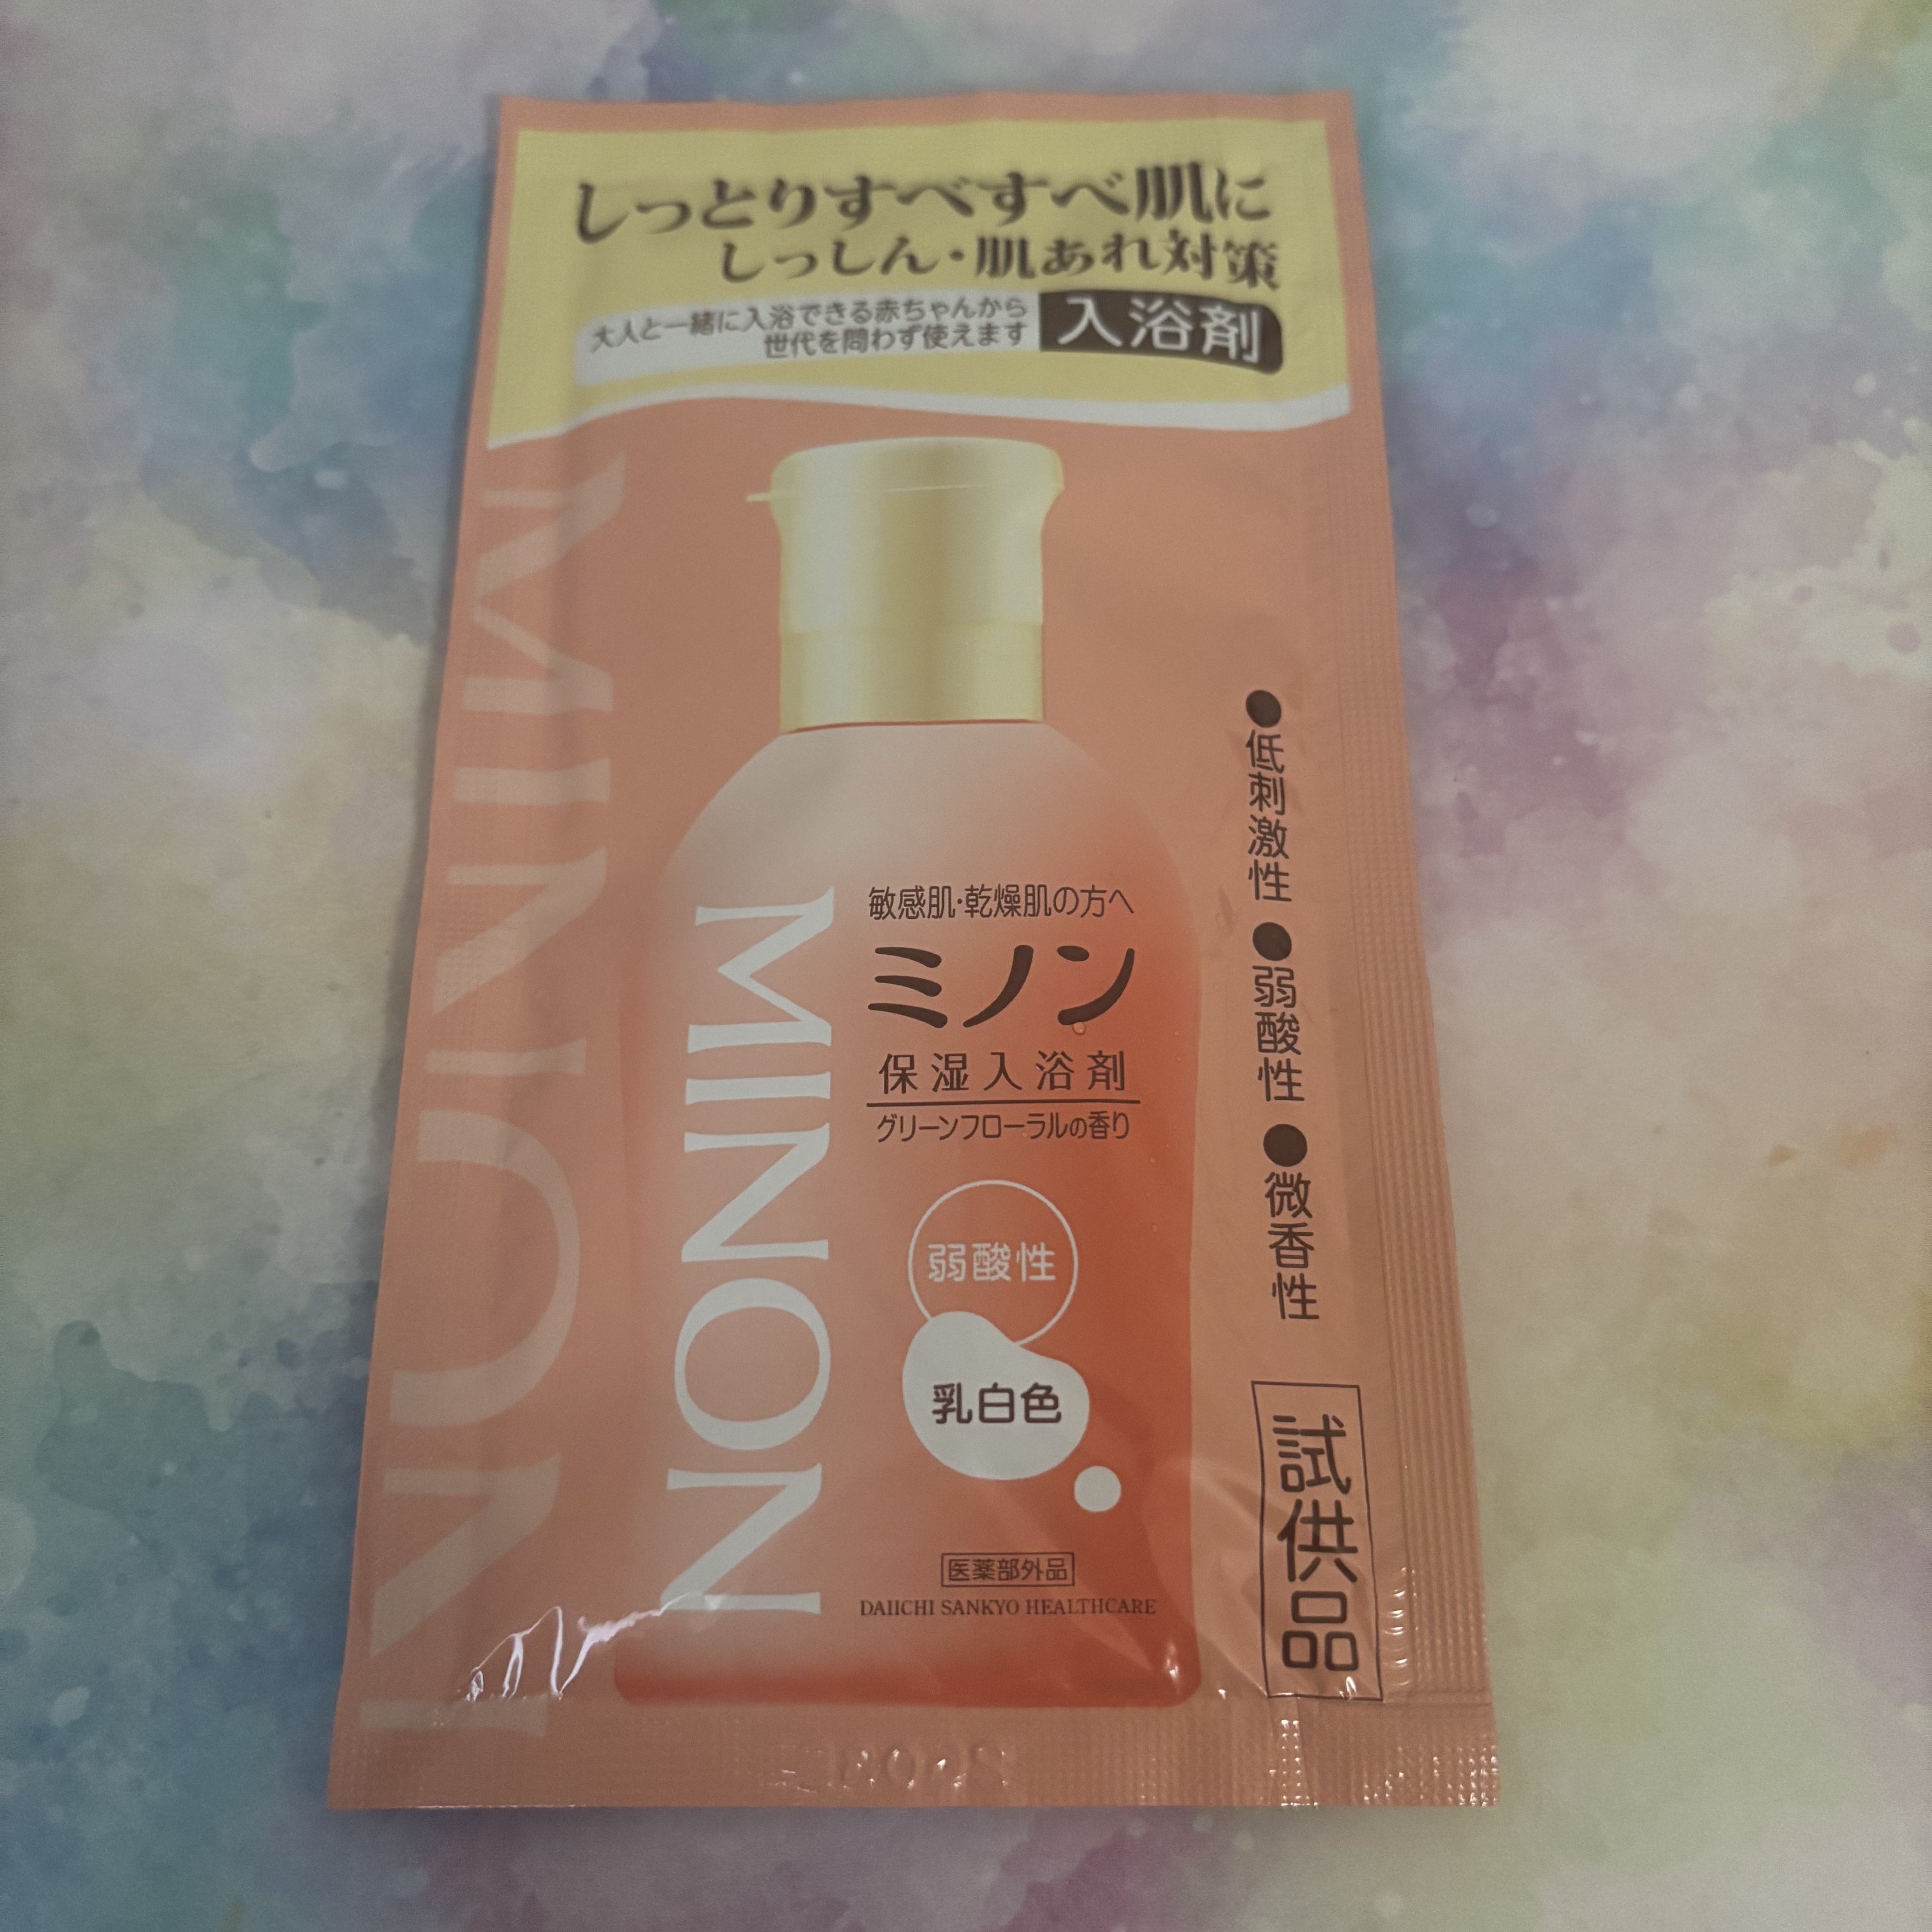 しっとりすべすべ肌に
しっしん・肌あれ対策
大人と一緒に入浴できる赤ちゃんから
世代を問わず使えます
入浴剤
MINON
敏感肌・乾燥肌の方へ
ミノン
保湿入浴剤
グリーンフローラルの香り
MINON
弱酸性
乳白色
医薬部外品
DAIICHI SANKYO HEALTHCARE
●低刺激性 ●弱酸性 ●微香性
試供品